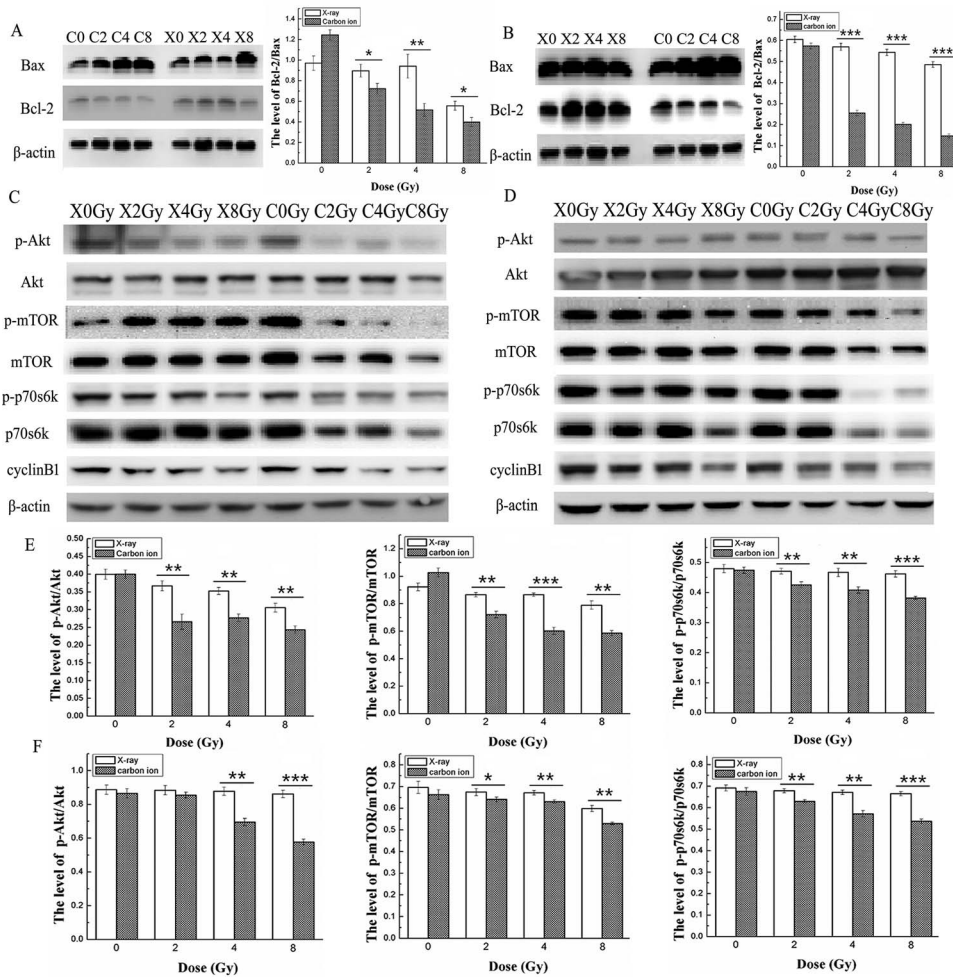 A
C0 C2 C4 C8 X0 X2 X4 X8
Bax
Bcl-2
β-actin
The level of Bcl-2/Bax
1.4
1.2
1.0
0.8
0.6
0.4
0.2
0.0
X-ray
Carbon ion
* ** *
0 2 4 8
Dose (Gy)
B
X0 X2 X4 X8 C0 C2 C4 C8
Bax
Bcl-2
β-actin
The level of Bcl-2/Bax
0.7
0.6
0.5
0.4
0.3
0.2
0.1
0.0
X-ray
Carbon ion
*** *** ***
0 2 4 8
Dose (Gy)
C
X0Gy X2Gy X4Gy X8Gy C0Gy C2Gy C4Gy C8Gy
p-Akt
Akt
p-mTOR
mTOR
p-p70s6k
p70s6k
cyclinB1
β-actin
D
X0Gy X2Gy X4Gy X8Gy C0Gy C2Gy C4Gy C8Gy
p-Akt
Akt
p-mTOR
mTOR
p-p70s6k
p70s6k
cyclinB1
β-actin
E
The level of p-Akt/Akt
0.50
0.45
0.40
0.35
0.30
0.25
0.20
0.15
0.10
0.05
0.00
X-ray
Carbon ion
** ** **
0 2 4 8
Dose (Gy)
The level of p-mTOR/mTOR
1.2
1.0
0.8
0.6
0.4
0.2
0.0
X-ray
carbon ion
** *** **
0 2 4 8
Dose (Gy)
The level of p-p70s6k/p70s6k
0.6
0.5
0.4
0.3
0.2
0.1
0.0
X-ray
carbon ion
** ** ***
0 2 4 8
Dose (Gy)
F
The level of p-Akt/Akt
0.8
0.6
0.4
0.2
0.0
X-ray
carbon ion
** ***
0 2 4 8
Dose (Gy)
The level of p-mTOR/mTOR
0.8
0.7
0.6
0.5
0.4
0.3
0.2
0.1
0.0
X-ray
carbon ion
* ** **
0 2 4 8
Dose (Gy)
The level of p-p70s6k/p70s6k
0.8
0.7
0.6
0.5
0.4
0.3
0.2
0.1
0.0
X-ray
carbon ion
** ** ***
0 2 4 8
Dose (Gy)